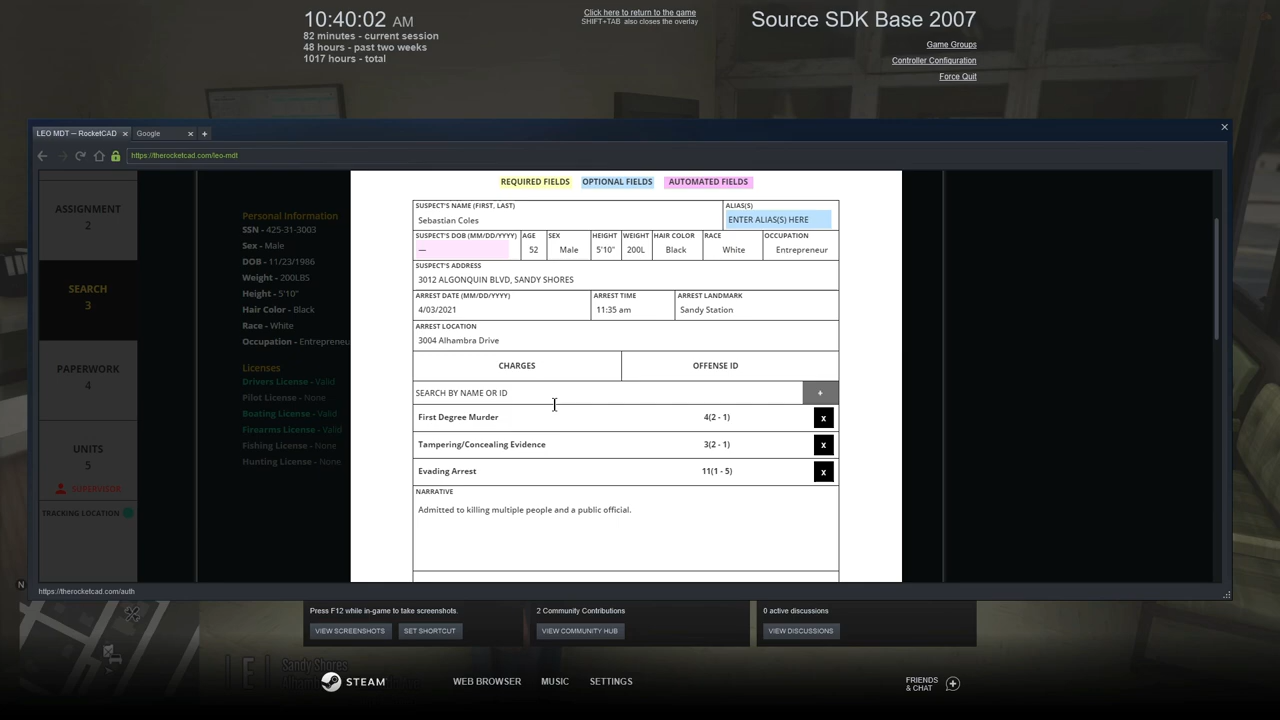 10:40:02 AM
82 minutes - current session
48 hours - past two weeks
1017 hours - total
Click here to return to the game
SHIFT+TAB also closes the overlay
Source SDK Base 2007
Game Groups
Controller Configuration
Force Quit
LEO MDT — RocketCAD x
Google x
+
https://therocketcad.com/leo-mdt
ASSIGNMENT
2
SEARCH
3
PAPERWORK
4
UNITS
5
SUPERVISOR
TRACKING LOCATION
Personal Information
SSN - 425-31-3003
Sex - Male
DOB - 11/23/1986
Weight - 200LBS
Height - 5'10"
Hair Color - Black
Race - White
Occupation - Entrepreneu
Licenses
Drivers License - Valid
Pilot License - None
Boating License - Valid
Firearms License - Valid
Fishing License - None
Hunting License - None
REQUIRED FIELDS OPTIONAL FIELDS AUTOMATED FIELDS
SUSPECT'S NAME (FIRST, LAST) ALIAS(S)
Sebastian Coles ENTER ALIAS(S) HERE
SUSPECT'S DOB (MM/DD/YYYY) AGE SEX HEIGHT WEIGHT HAIR COLOR RACE OCCUPATION
— 52 Male 5'10" 200L Black White Entrepreneur
SUSPECT'S ADDRESS
3012 ALGONQUIN BLVD, SANDY SHORES
ARREST DATE (MM/DD/YYYY) ARREST TIME ARREST LANDMARK
4/03/2021 11:35 am Sandy Station
ARREST LOCATION
3004 Alhambra Drive
CHARGES OFFENSE ID
SEARCH BY NAME OR ID +
First Degree Murder 4(2 - 1) x
Tampering/Concealing Evidence 3(2 - 1) x
Evading Arrest 11(1 - 5) x
NARRATIVE
Admitted to killing multiple people and a public official.
https://therocketcad.com/auth
N
Press F12 while in-game to take screenshots.
VIEW SCREENSHOTS SET SHORTCUT
2 Community Contributions
VIEW COMMUNITY HUB
0 active discussions
VIEW DISCUSSIONS
E
Sandy Shores
STEAM
WEB BROWSER MUSIC SETTINGS
FRIENDS
& CHAT